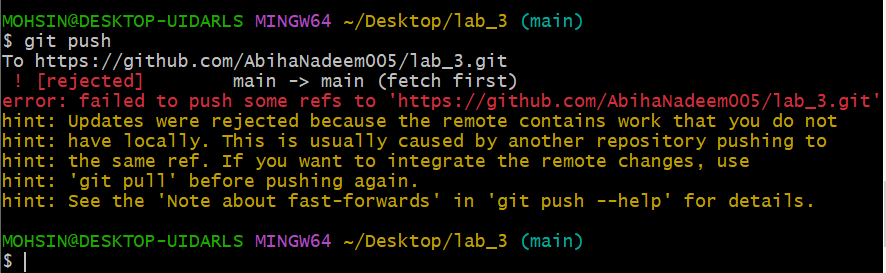 MOHSIN@DESKTOP-UIDARLS MINGW64 ~/Desktop/lab_3 (main)
$ git push
To https://github.com/AbihaNadeem005/lab_3.git
 ! [rejected]        main -> main (fetch first)
error: failed to push some refs to 'https://github.com/AbihaNadeem005/lab_3.git'
hint: Updates were rejected because the remote contains work that you do not
hint: have locally. This is usually caused by another repository pushing to
hint: the same ref. If you want to integrate the remote changes, use
hint: 'git pull' before pushing again.
hint: See the 'Note about fast-forwards' in 'git push --help' for details.
MOHSIN@DESKTOP-UIDARLS MINGW64 ~/Desktop/lab_3 (main)
$